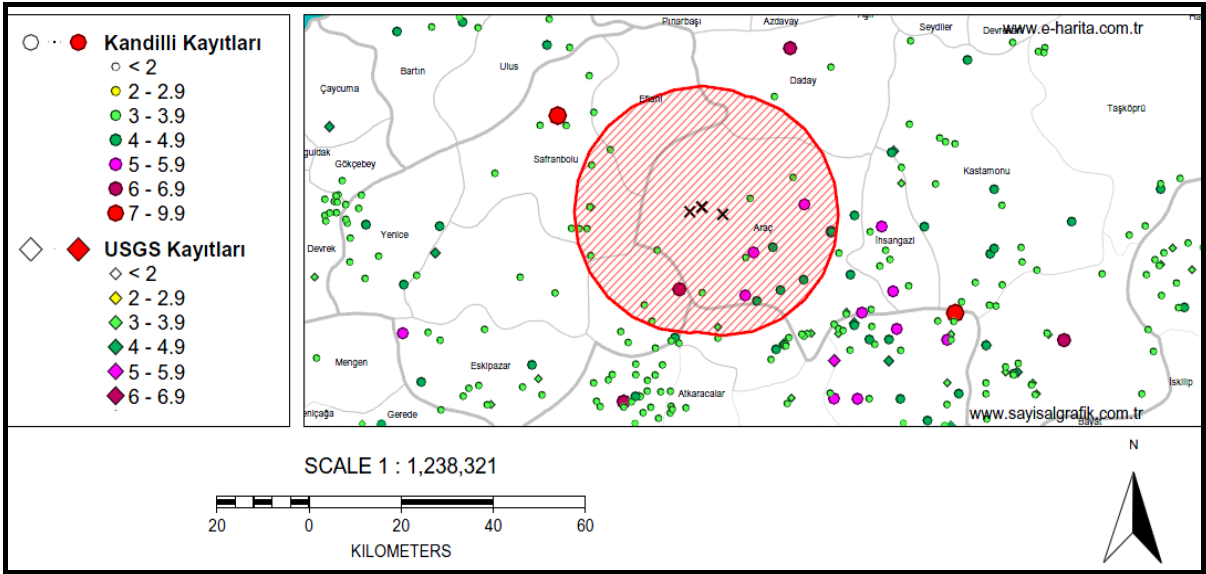 Kandilli Kayıtları
< 2
2 - 2.9
3 - 3.9
4 - 4.9
5 - 5.9
6 - 6.9
7 - 9.9
USGS Kayıtları
< 2
2 - 2.9
3 - 3.9
4 - 4.9
5 - 5.9
6 - 6.9
Pınarbaşı
Azdavay
Seydiler
www.e-harita.com.tr
Ulus
Bartın
Daday
Çaycuma
Eflani
Taşköprü
guldak
Gökçebey
Safranbolu
Kastamonu
Araç
Yenice
İhsangazi
Devrek
Mengen
Eskipazar
İskilip
Atkaracalar
eniçağa
Gerede
www.sayisalgrafik.com.tr
Bayat
SCALE 1 : 1,238,321
20 0 20 40 60
KILOMETERS
N